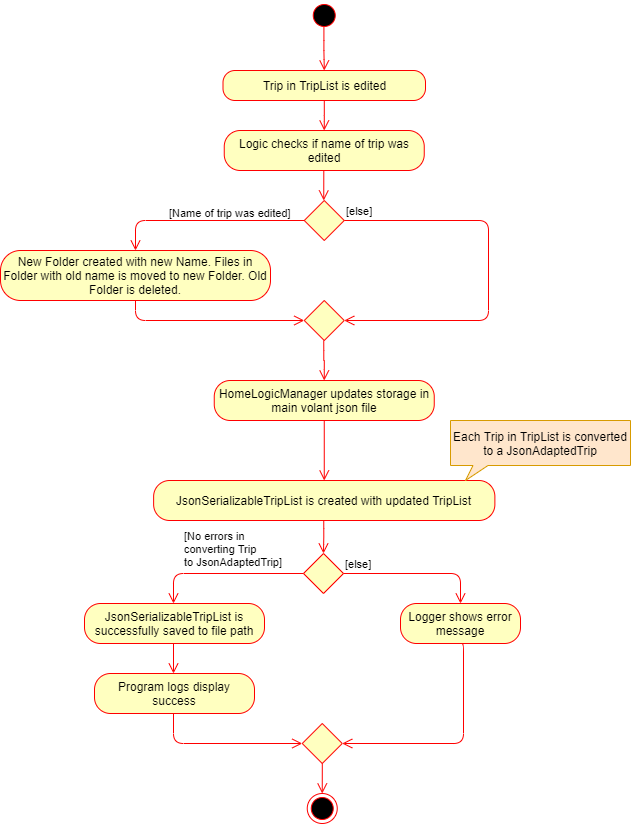 Trip in TripList is edited
Logic checks if name of trip was
edited
[Name of trip was edited]
[else]
New Folder created with new Name. Files in
Folder with old name is moved to new Folder. Old
Folder is deleted.
HomeLogicManager updates storage in
main volant json file
Each Trip in TripList is converted
to a JsonAdaptedTrip
JsonSerializableTripList is created with updated TripList
[No errors in
converting Trip
to JsonAdaptedTrip]
[else]
JsonSerializableTripList is
successfully saved to file path
Logger shows error
message
Program logs display
success